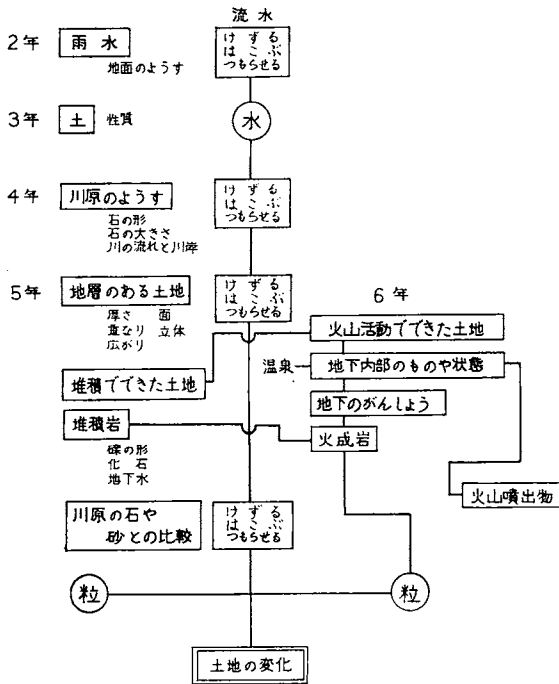 流水
2年 雨水 けずる
はこぶ
つもらせる
地面のようす
3年 土 性質 水
4年 川原のようす けずる
はこぶ
つもらせる
石の形
石の大きさ
川の流れと川岸
5年 地層のある土地 けずる
はこぶ
つもらせる
厚さ 面
重なり 立体
広がり
6年
火山活動でできた土地
温泉 地下内部のものや状態
堆積でできた土地
地下のがんしょう
堆積岩 火成岩
礫の形
化石
地下水
火山噴出物
川原の石や
砂との比較
けずる
はこぶ
つもらせる
粒 粒
土地の変化